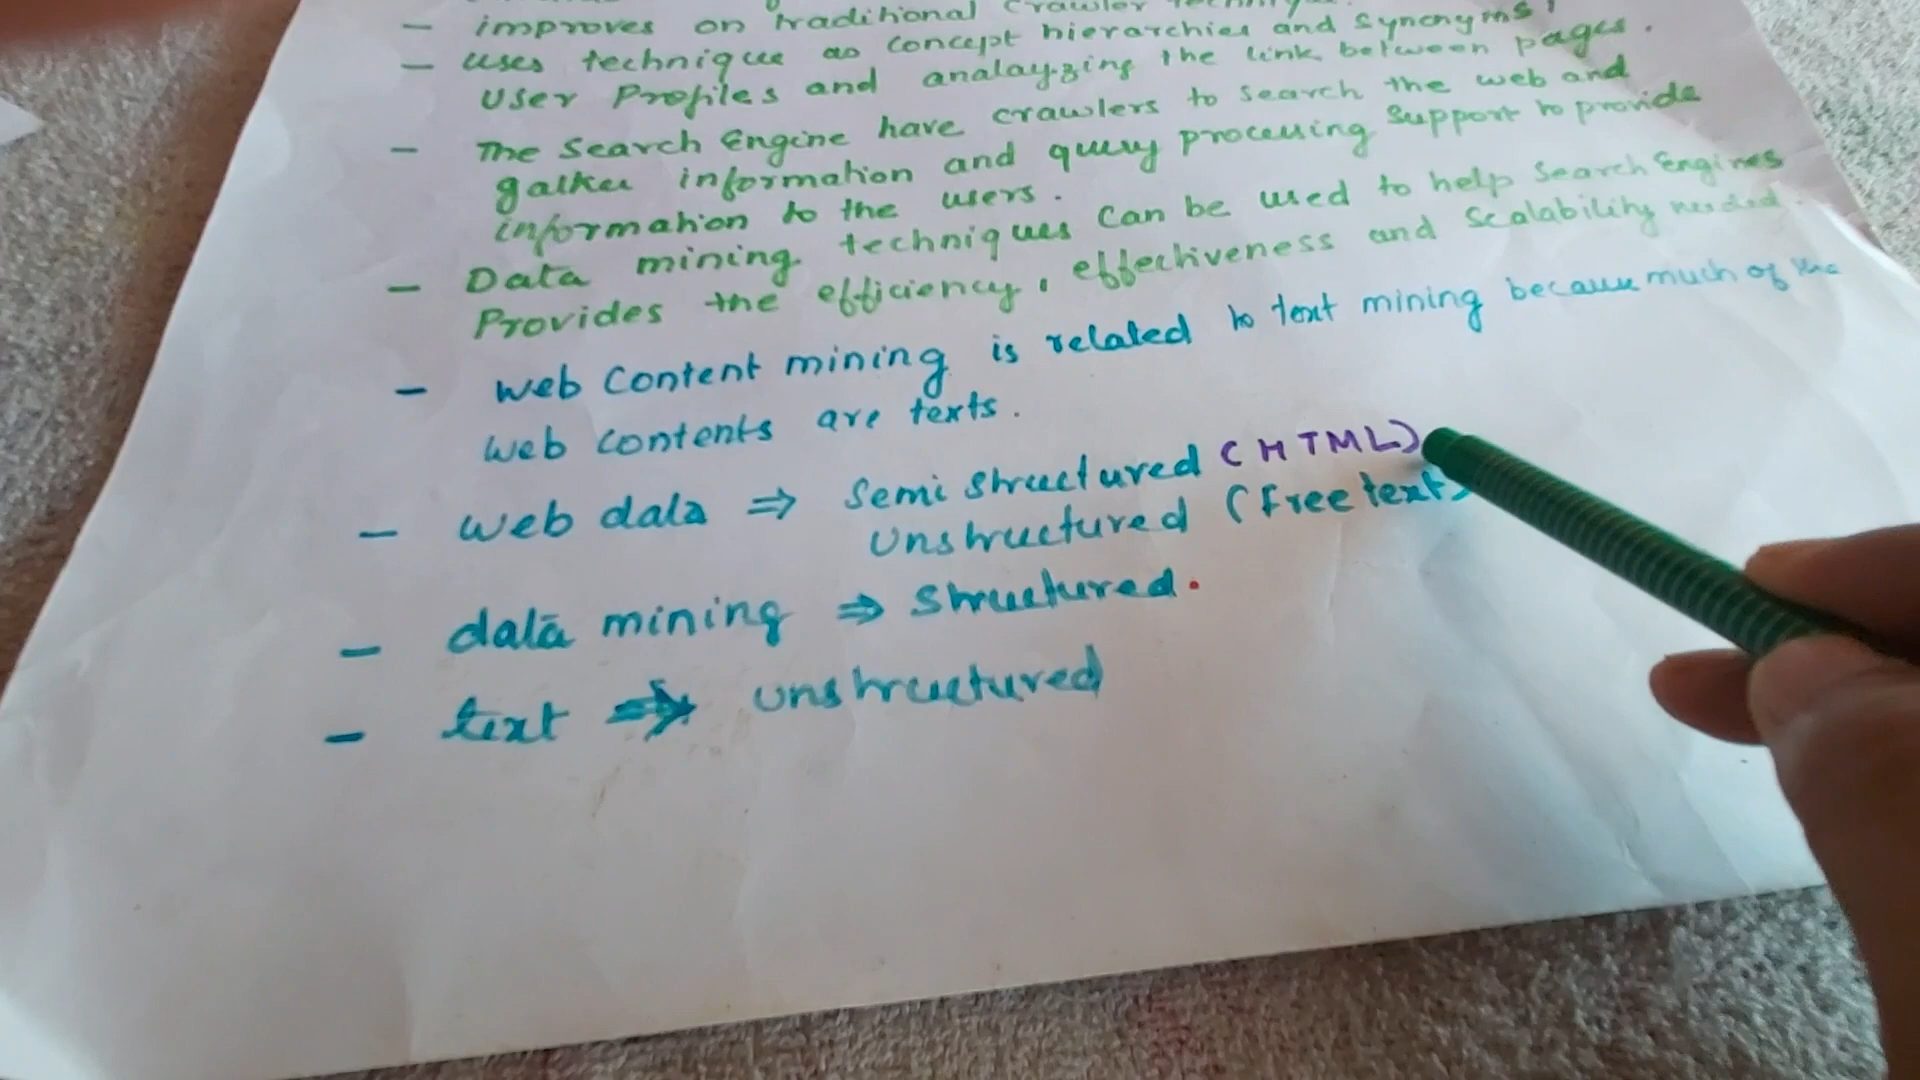 - improves on traditional crawler
- uses technique as concept hierarchies and synonyms,
User Profiles and analayzing the link between pages.
- The Search Engine have crawlers to search the web and
gather information and query processing support to provide
information to the users.
- Data mining techniques can be used to help Search Engines
Provides the efficiency, effectiveness and scalability needed.
- web content mining is related to text mining because much of the
web contents are texts.
- web data ⇒ Semi structured (HTML)
Unstructured (Free text)
- data mining ⇒ Structured.
- text ⇒ unstructured